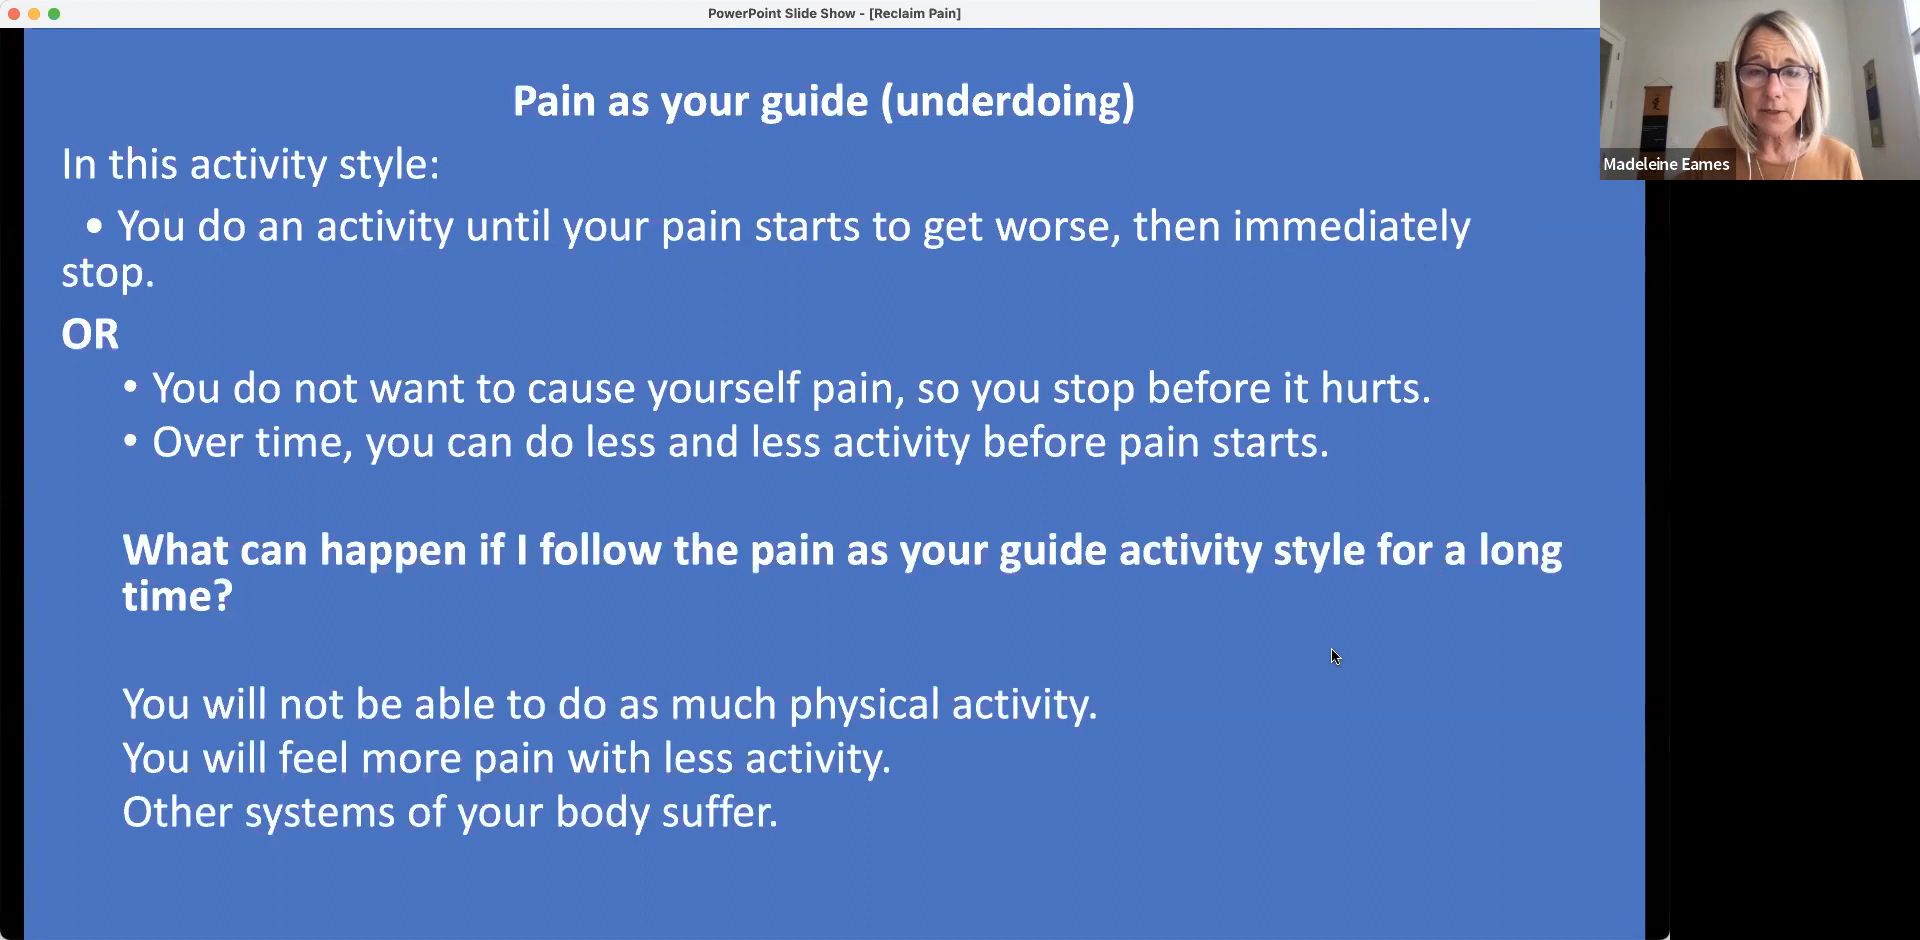 PowerPoint Slide Show - [Reclaim Pain]
Pain as your guide (underdoing)
In this activity style:
• You do an activity until your pain starts to get worse, then immediately
stop.
OR
• You do not want to cause yourself pain, so you stop before it hurts.
• Over time, you can do less and less activity before pain starts.
What can happen if I follow the pain as your guide activity style for a long
time?
You will not be able to do as much physical activity.
You will feel more pain with less activity.
Other systems of your body suffer.
Madeleine Eames